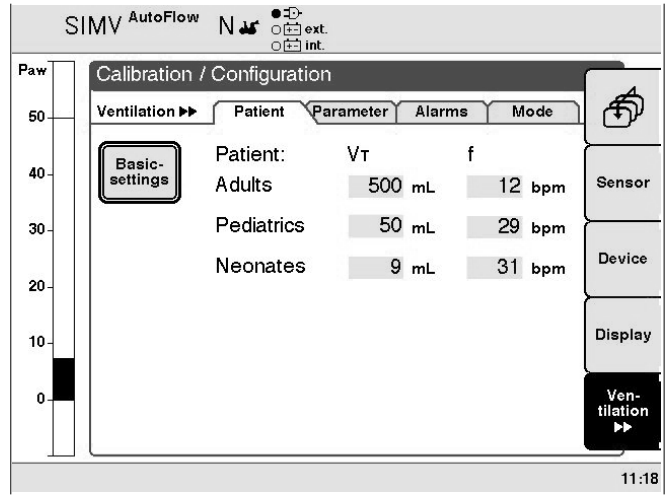 SIMV AutoFlow N
ext.
int.
Paw
50
40
30
20
10
0
Calibration / Configuration
Ventilation ▶▶ Patient Parameter Alarms Mode
Basic-
settings
Patient: VT f
Adults 500 mL 12 bpm
Pediatrics 50 mL 29 bpm
Neonates 9 mL 31 bpm
Sensor
Device
Display
Ven-
tilation
▶▶
11:18